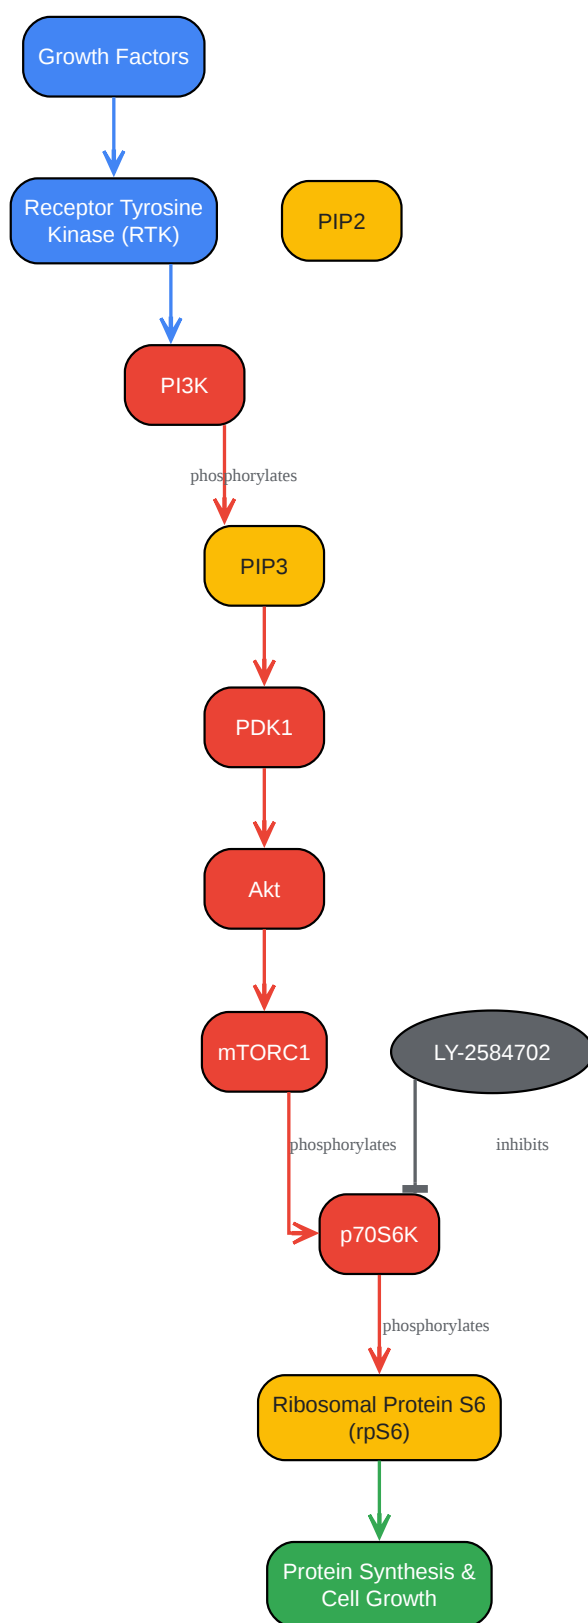 Growth Factors
Receptor Tyrosine
Kinase (RTK)
PIP2
PI3K
phosphorylates
PIP3
PDK1
Akt
mTORC1
LY-2584702
phosphorylates
inhibits
p70S6K
phosphorylates
Ribosomal Protein S6
(rpS6)
Protein Synthesis &
Cell Growth